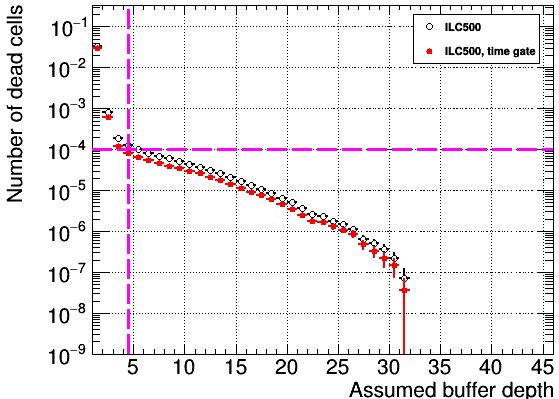 Number of dead cells
10⁻¹
10⁻²
10⁻³
10⁻⁴
10⁻⁵
10⁻⁶
10⁻⁷
10⁻⁸
10⁻⁹
ILC500
ILC500, time gate
5 10 15 20 25 30 35 40 45
Assumed buffer depth